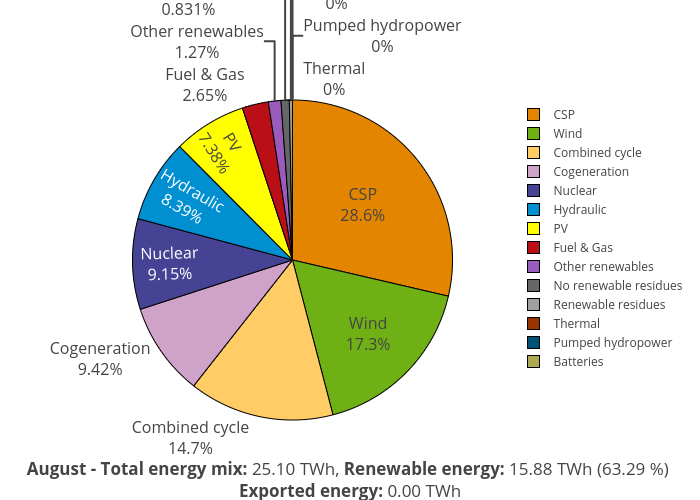 0.831%
0%
Other renewables
1.27%
Pumped hydropower
0%
Fuel & Gas
2.65%
Thermal
0%
PV
7.38%
Hydraulic
8.39%
Nuclear
9.15%
CSP
28.6%
Wind
17.3%
Cogeneration
9.42%
Combined cycle
14.7%
CSP
Wind
Combined cycle
Cogeneration
Nuclear
Hydraulic
PV
Fuel & Gas
Other renewables
No renewable residues
Renewable residues
Thermal
Pumped hydropower
Batteries
August - Total energy mix: 25.10 TWh, Renewable energy: 15.88 TWh (63.29 %)
Exported energy: 0.00 TWh